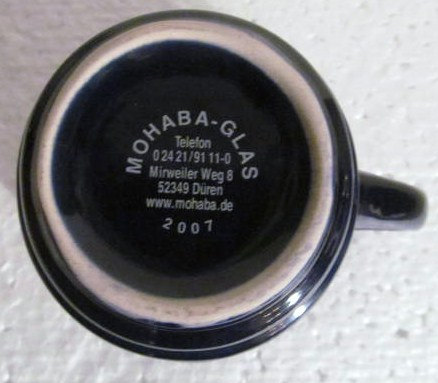 MOHABA-GLAS
Telefon
0 24 21/91 11-0
Mirweiler Weg 8
52349 Düren
www.mohaba.de
2007